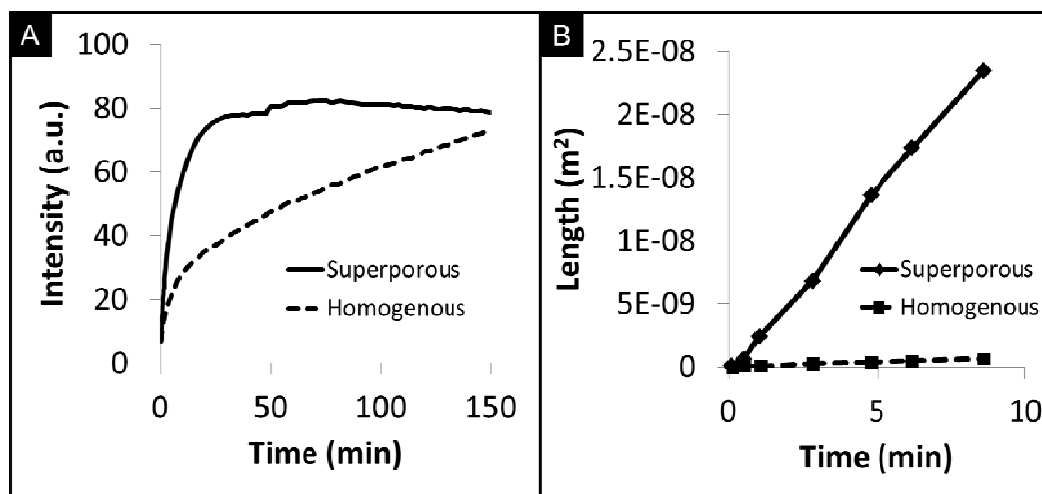 A
100
80
60
40
20
0
Intensity (a.u.)
Superporous
Homogenous
0 50 100 150
Time (min)
B
2.5E-08
2E-08
1.5E-08
1E-08
5E-09
0
Length (m²)
Superporous
Homogenous
0 5 10
Time (min)